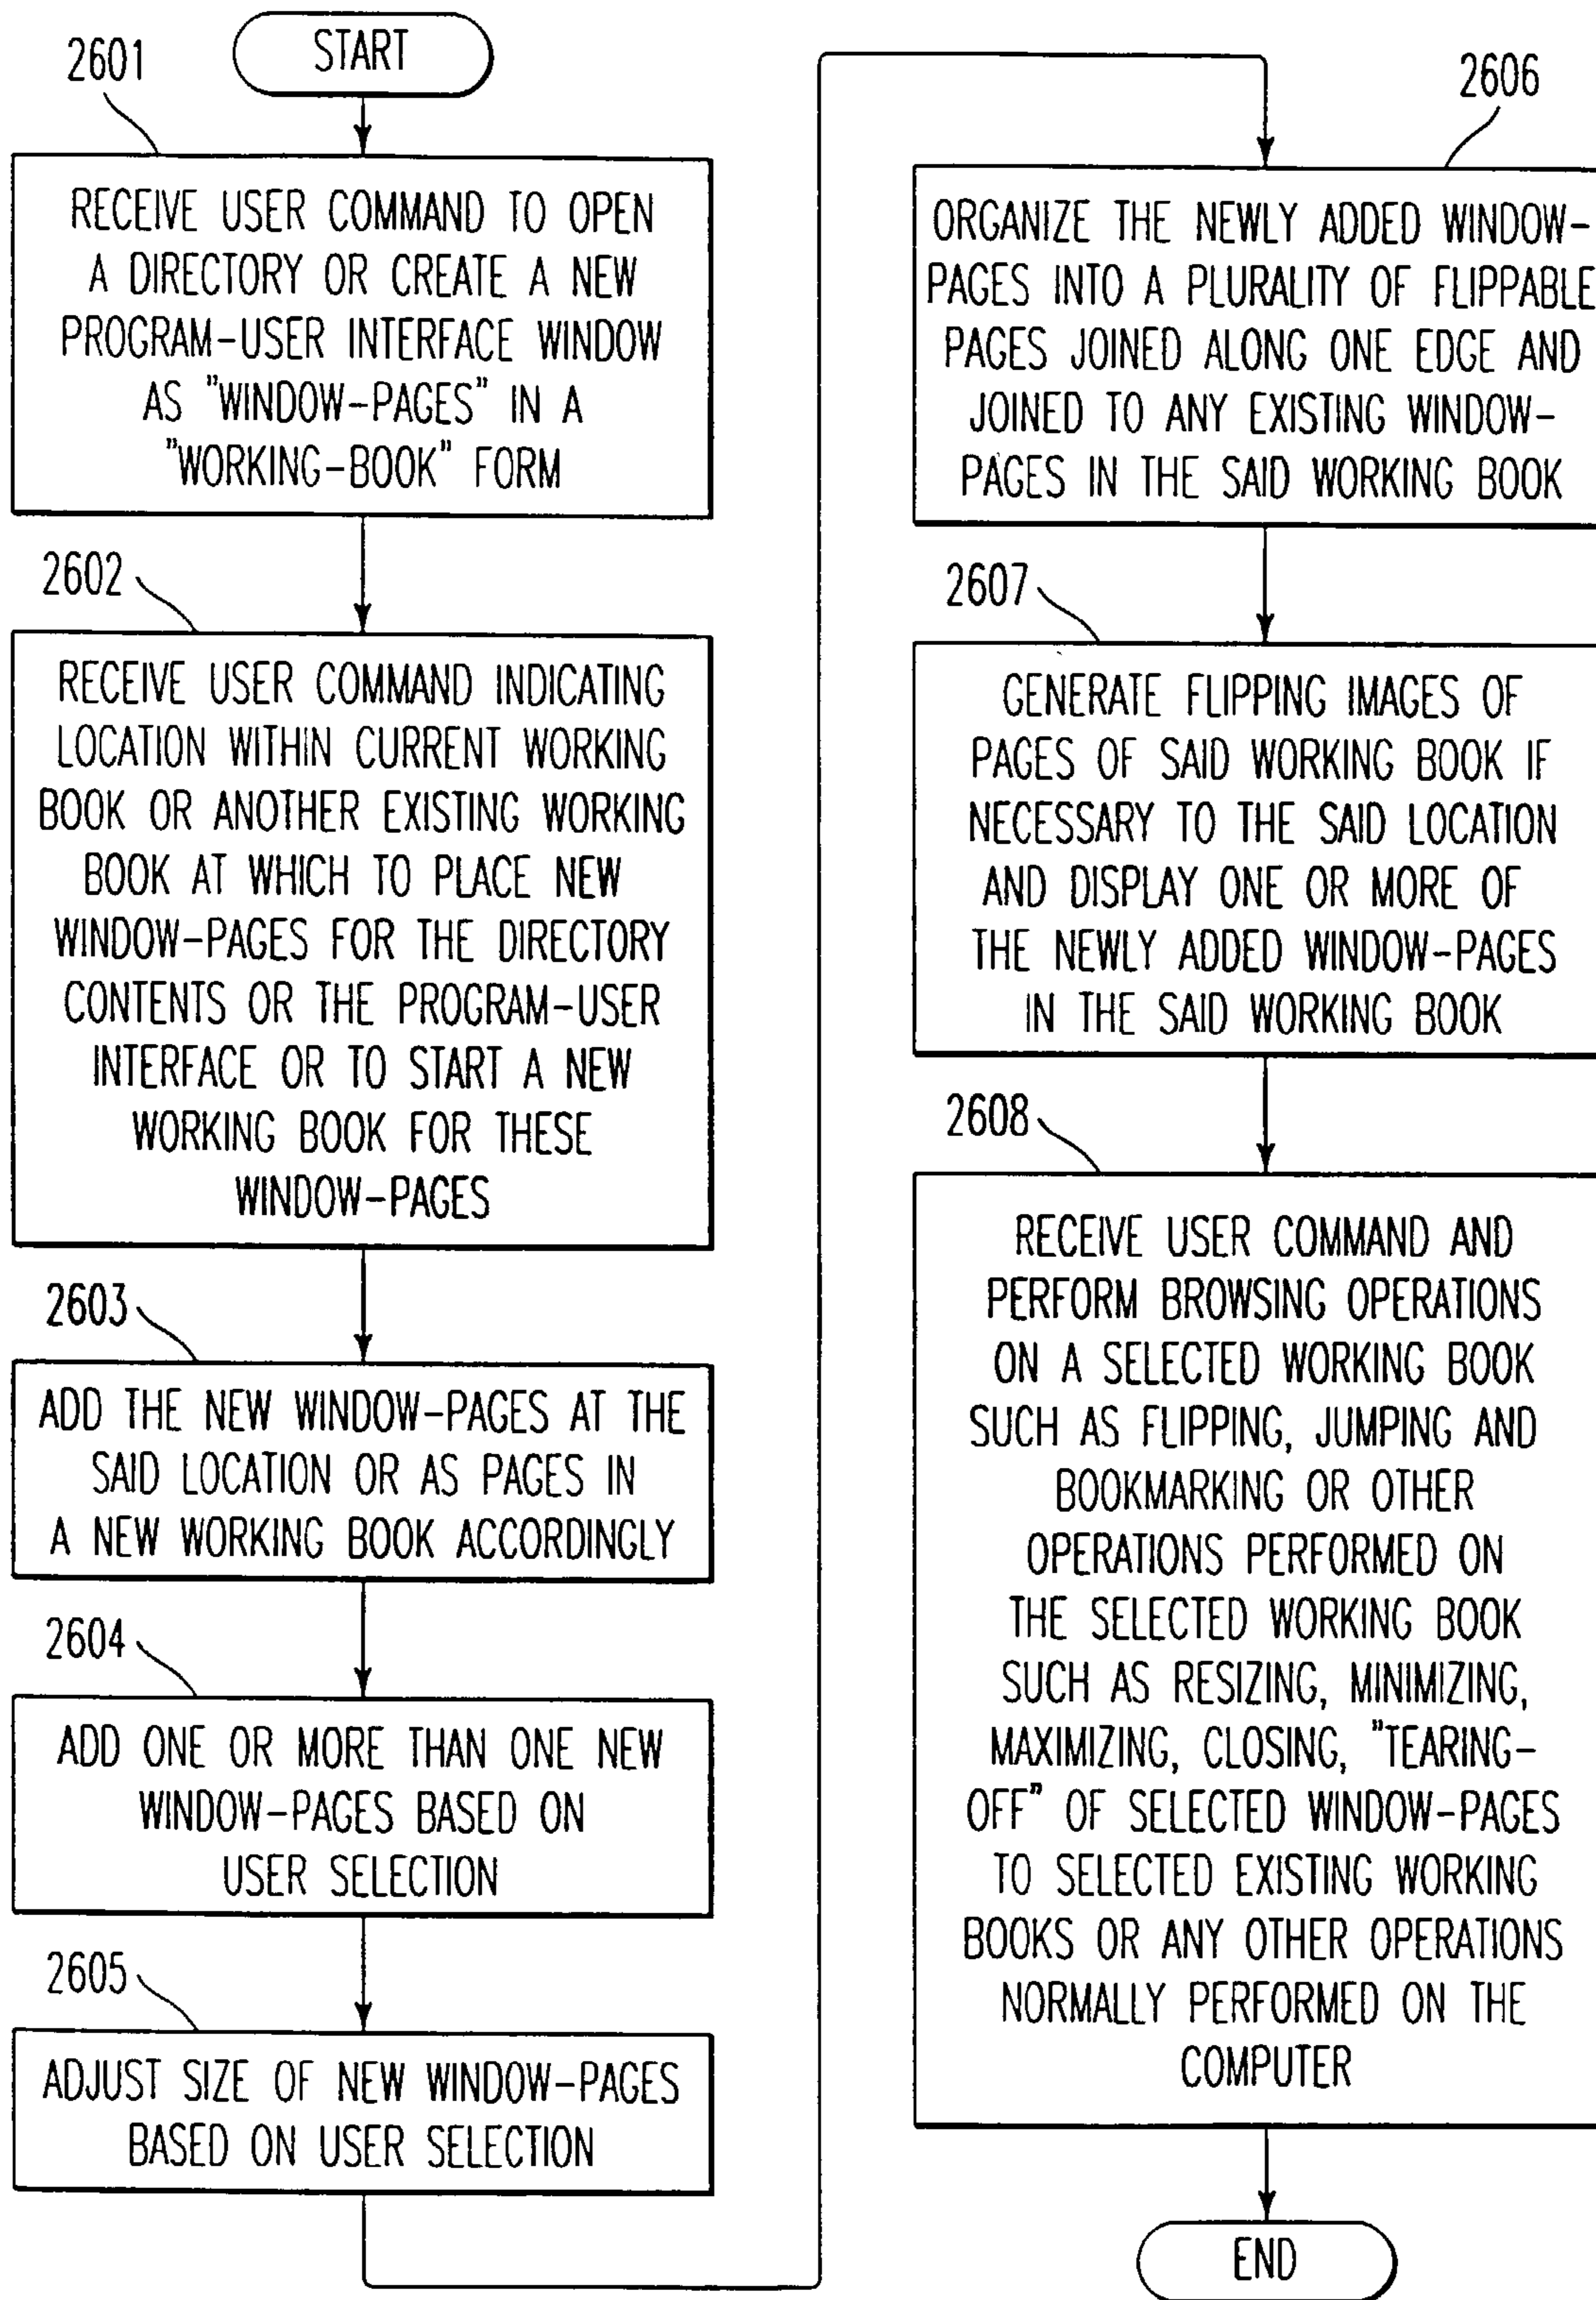 START
2601
RECEIVE USER COMMAND TO OPEN
A DIRECTORY OR CREATE A NEW
PROGRAM-USER INTERFACE WINDOW
AS "WINDOW-PAGES" IN A
"WORKING-BOOK" FORM
2602
RECEIVE USER COMMAND INDICATING
LOCATION WITHIN CURRENT WORKING
BOOK OR ANOTHER EXISTING WORKING
BOOK AT WHICH TO PLACE NEW
WINDOW-PAGES FOR THE DIRECTORY
CONTENTS OR THE PROGRAM-USER
INTERFACE OR TO START A NEW
WORKING BOOK FOR THESE
WINDOW-PAGES
2603
ADD THE NEW WINDOW-PAGES AT THE
SAID LOCATION OR AS PAGES IN
A NEW WORKING BOOK ACCORDINGLY
2604
ADD ONE OR MORE THAN ONE NEW
WINDOW-PAGES BASED ON
USER SELECTION
2605
ADJUST SIZE OF NEW WINDOW-PAGES
BASED ON USER SELECTION
2606
ORGANIZE THE NEWLY ADDED WINDOW-
PAGES INTO A PLURALITY OF FLIPPABLE
PAGES JOINED ALONG ONE EDGE AND
JOINED TO ANY EXISTING WINDOW-
PAGES IN THE SAID WORKING BOOK
2607
GENERATE FLIPPING IMAGES OF
PAGES OF SAID WORKING BOOK IF
NECESSARY TO THE SAID LOCATION
AND DISPLAY ONE OR MORE OF
THE NEWLY ADDED WINDOW-PAGES
IN THE SAID WORKING BOOK
2608
RECEIVE USER COMMAND AND
PERFORM BROWSING OPERATIONS
ON A SELECTED WORKING BOOK
SUCH AS FLIPPING, JUMPING AND
BOOKMARKING OR OTHER
OPERATIONS PERFORMED ON
THE SELECTED WORKING BOOK
SUCH AS RESIZING, MINIMIZING,
MAXIMIZING, CLOSING, "TEARING-
OFF" OF SELECTED WINDOW-PAGES
TO SELECTED EXISTING WORKING
BOOKS OR ANY OTHER OPERATIONS
NORMALLY PERFORMED ON THE
COMPUTER
END